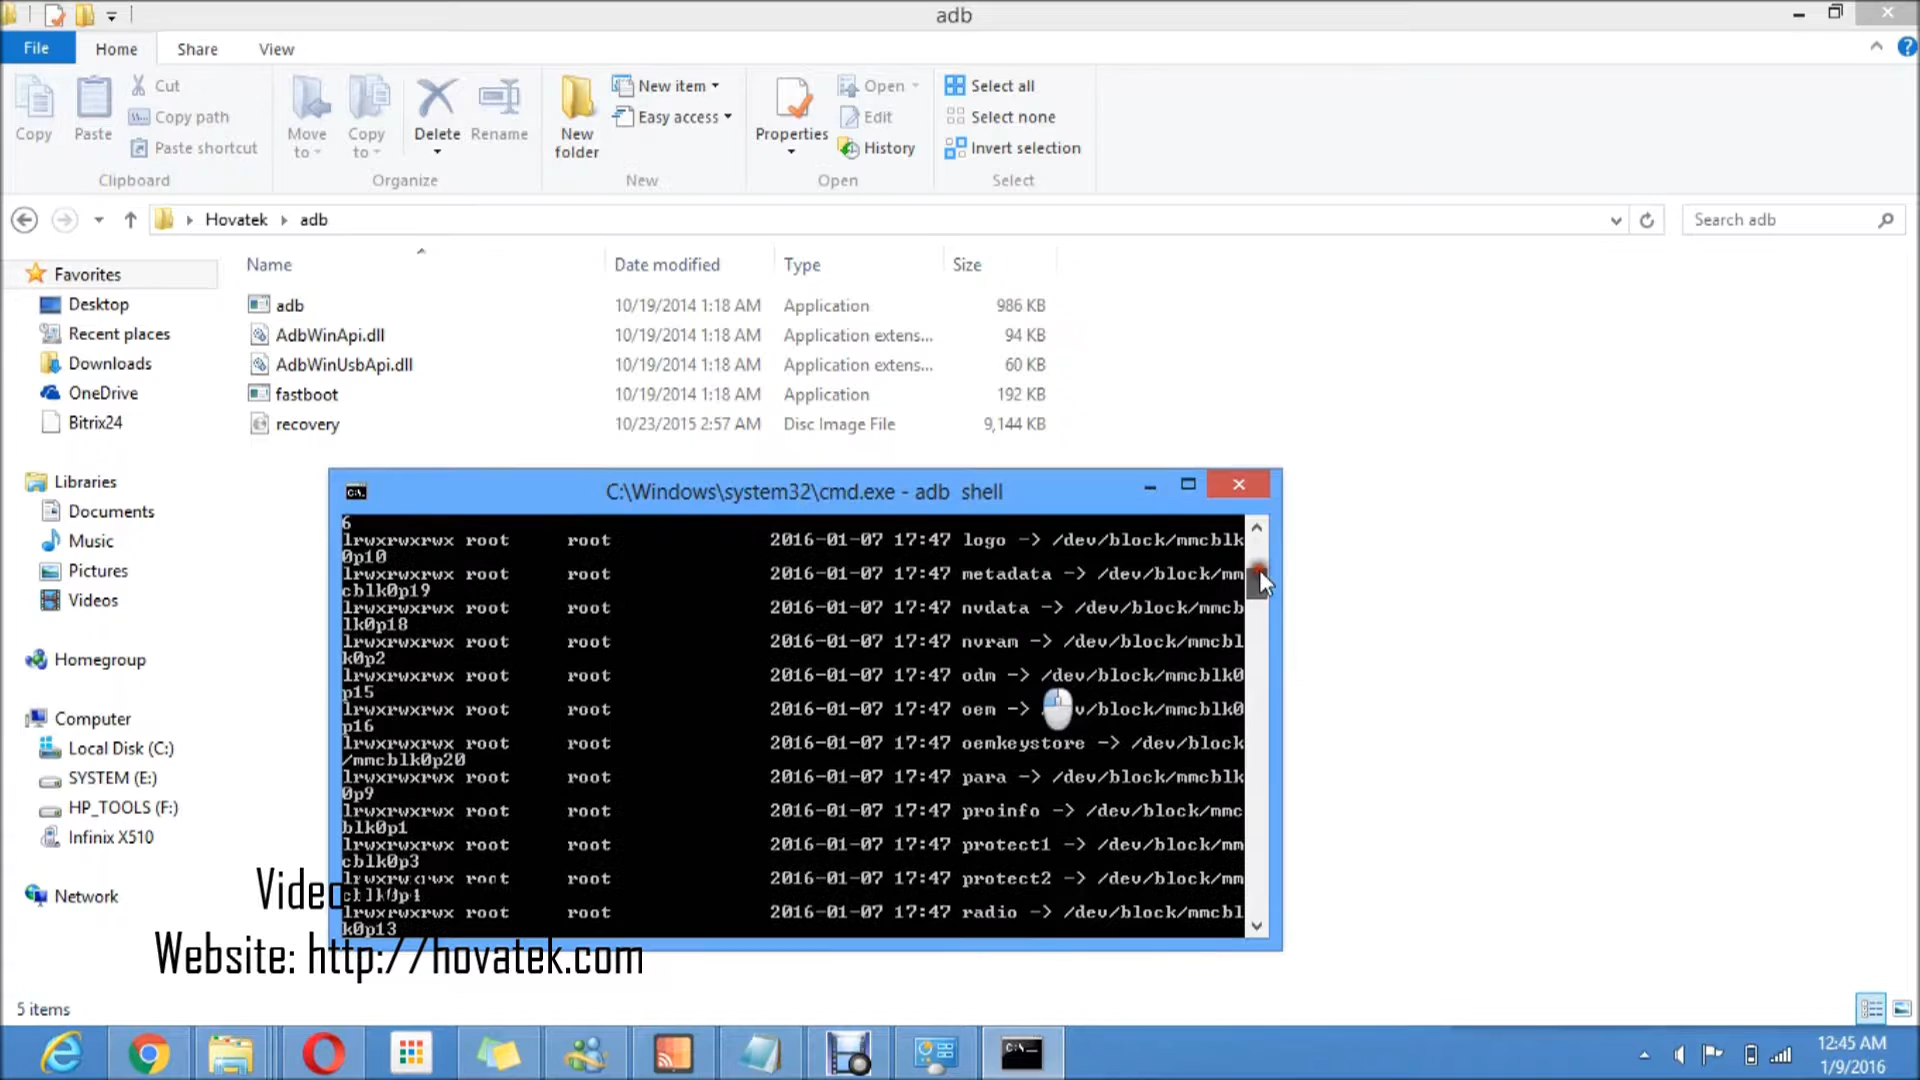 adb
File Home Share View
Copy
Paste
Cut
Copy path
Paste shortcut
Clipboard
Move to
Copy to
Delete
Rename
Organize
New folder
New item
Easy access
New
Properties
Open
Edit
History
Open
Select all
Select none
Invert selection
Select
Hovatek adb
Search adb
Name Date modified Type Size
adb 10/19/2014 1:18 AM Application 986 KB
AdbWinApi.dll 10/19/2014 1:18 AM Application extens... 94 KB
AdbWinUsbApi.dll 10/19/2014 1:18 AM Application extens... 60 KB
fastboot 10/19/2014 1:18 AM Application 192 KB
recovery 10/23/2015 2:57 AM Disc Image File 9,144 KB
Favorites
Desktop
Recent places
Downloads
OneDrive
Bitrix24
Libraries
Documents
Music
Pictures
Videos
Homegroup
Computer
Local Disk (C:)
SYSTEM (E:)
HP_TOOLS (F:)
Infinix X510
Network
C:\Windows\system32\cmd.exe - adb shell
6
lrwxrwxrwx root root 2016-01-07 17:47 logo -> /dev/block/mmcblk
0p10
lrwxrwxrwx root root 2016-01-07 17:47 metadata -> /dev/block/mm
cblk0p19
lrwxrwxrwx root root 2016-01-07 17:47 nvdata -> /dev/block/mmcb
lk0p18
lrwxrwxrwx root root 2016-01-07 17:47 nvram -> /dev/block/mmcbl
k0p2
lrwxrwxrwx root root 2016-01-07 17:47 odm -> /dev/block/mmcblk0
p15
lrwxrwxrwx root root 2016-01-07 17:47 oem -> v/block/mmcblk0
p16
lrwxrwxrwx root root 2016-01-07 17:47 oemkeystore -> /dev/block
/mmcblk0p20
lrwxrwxrwx root root 2016-01-07 17:47 para -> /dev/block/mmcblk
0p9
lrwxrwxrwx root root 2016-01-07 17:47 proinfo -> /dev/block/mmc
blk0p1
lrwxrwxrwx root root 2016-01-07 17:47 protect1 -> /dev/block/mm
cblk0p3
lrwxrwxrwx root root 2016-01-07 17:47 protect2 -> /dev/block/mm
cblk0p4
lrwxrwxrwx root root 2016-01-07 17:47 radio -> /dev/block/mmcbl
k0p13
Video
Website: http://hovatek.com
5 items
12:45 AM
1/9/2016